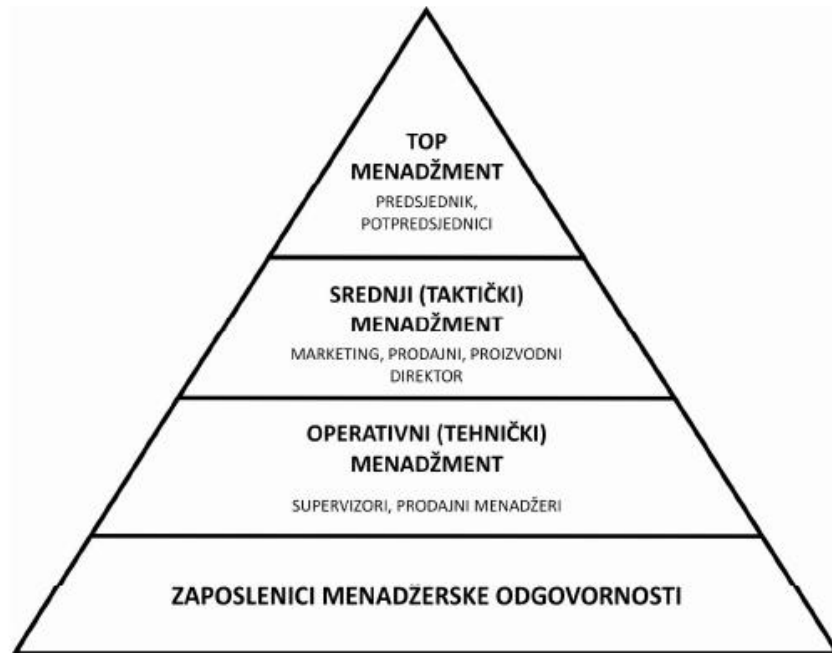 TOP
MENADŽMENT
PREDSJEDNIK,
POTPREDSJEDNICI
SREDNJI (TAKTIČKI)
MENADŽMENT
MARKETING, PRODAJNI, PROIZVODNI
DIREKTOR
OPERATIVNI (TEHNIČKI)
MENADŽMENT
SUPERVIZORI, PRODAJNI MENADŽERI
ZAPOSLENICI MENADŽERSKE ODGOVORNOSTI